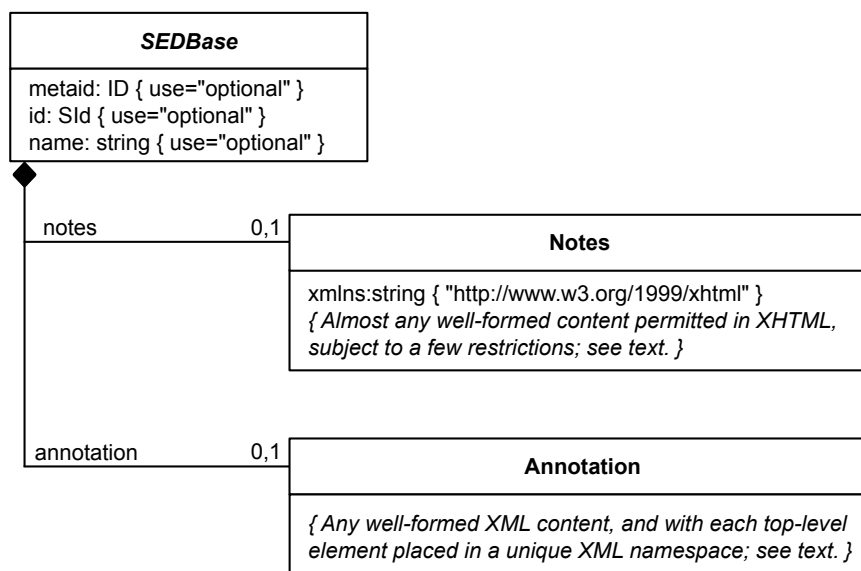 SEDBase
metaid: ID { use="optional" }
id: SId { use="optional" }
name: string { use="optional" }
notes
0,1
Notes
xmlns:string { "http://www.w3.org/1999/xhtml" }
{ Almost any well-formed content permitted in XHTML,
subject to a few restrictions; see text. }
annotation
0,1
Annotation
{ Any well-formed XML content, and with each top-level
element placed in a unique XML namespace; see text. }